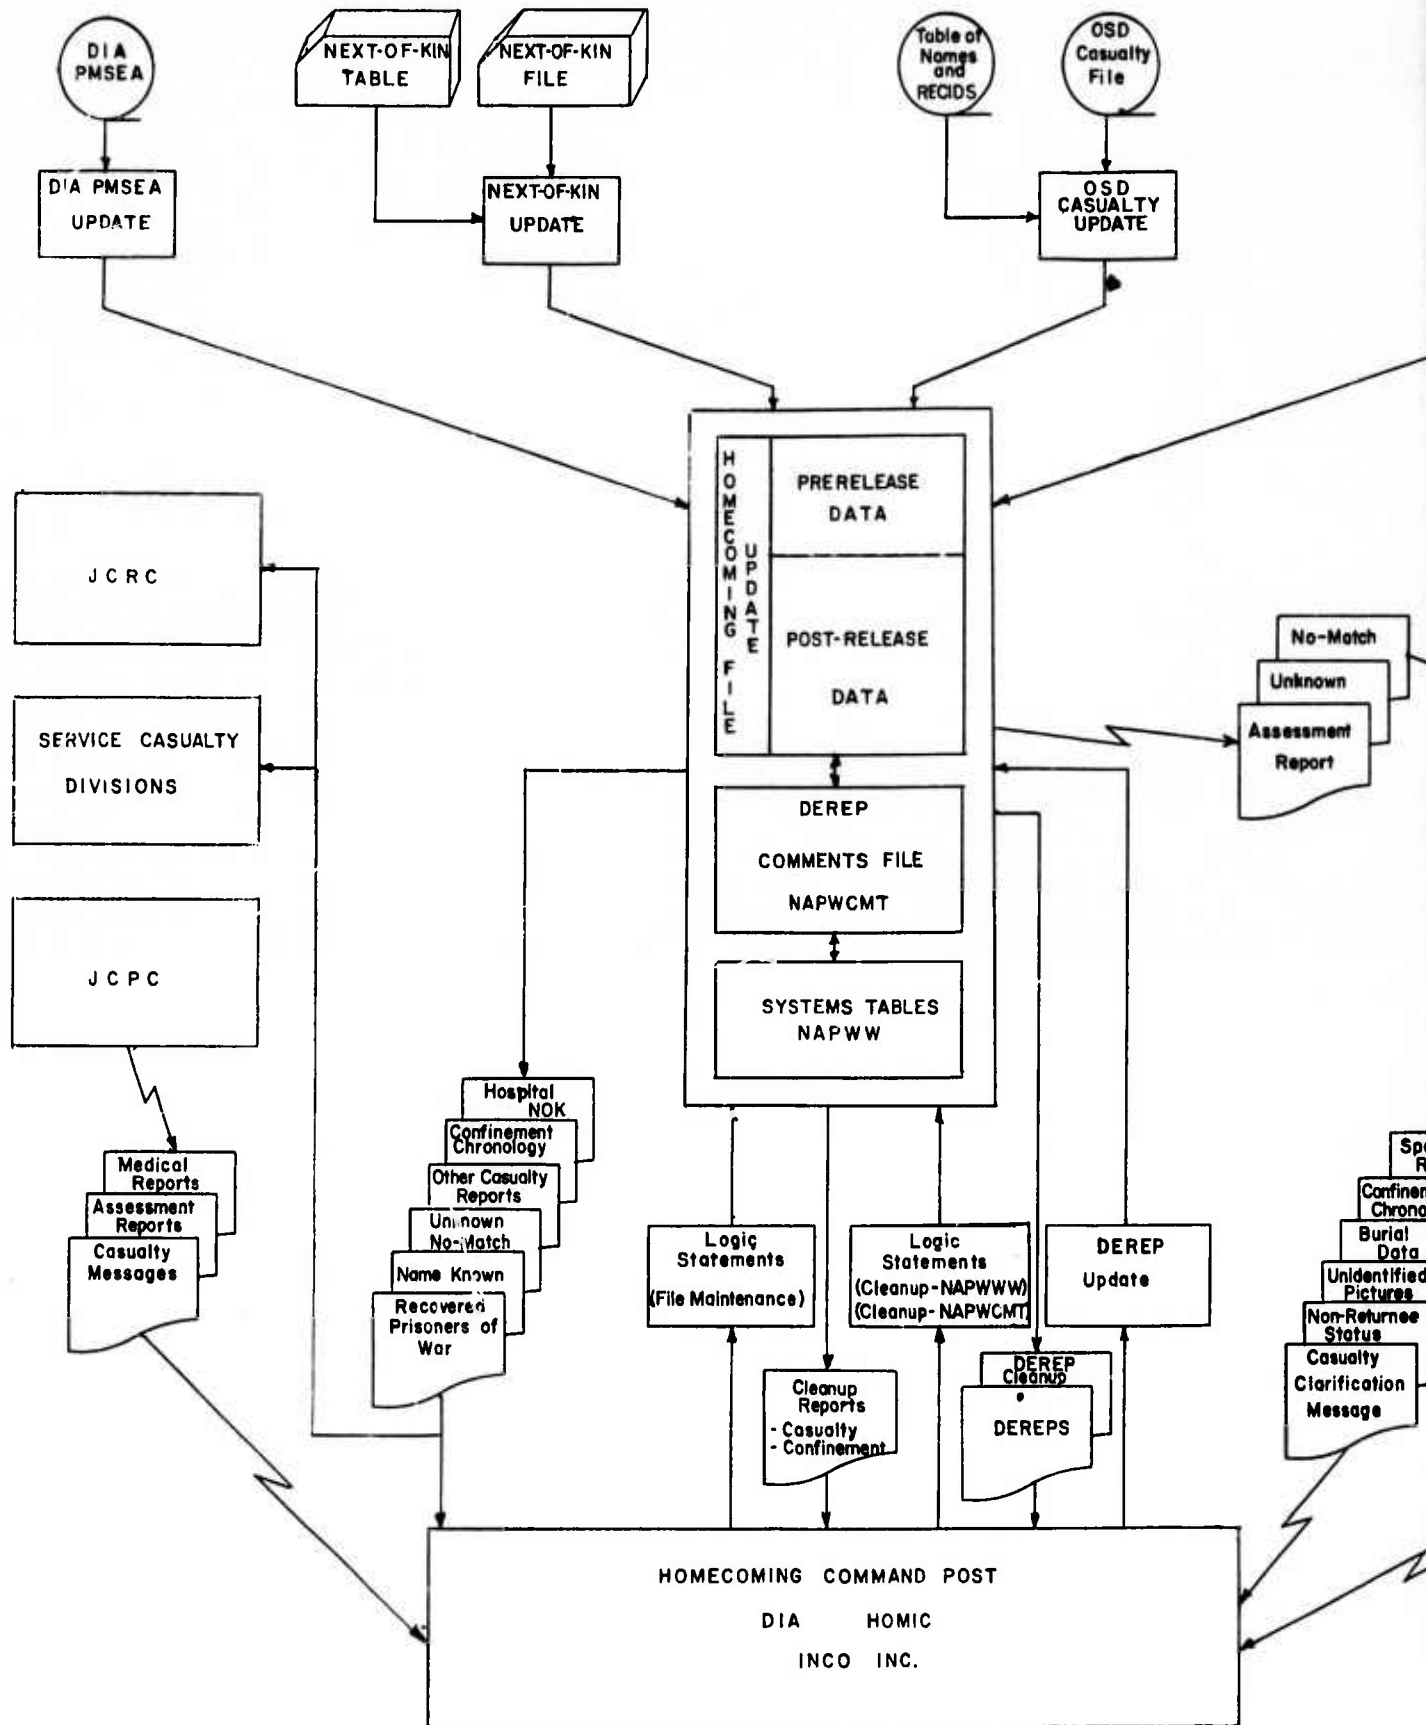 DIA
PMSEA
NEXT-OF-KIN
TABLE
NEXT-OF-KIN
FILE
Table of
Names
and
RECIDS
OSD
Casualty
File
DIA PMSEA
UPDATE
NEXT-OF-KIN
UPDATE
OSD
CASUALTY
UPDATE
HOMECOMING FILE
UPDATE
PRERELEASE
DATA
POST-RELEASE
DATA
JCRC
SERVICE CASUALTY
DIVISIONS
JCPC
DEREP
COMMENTS FILE
NAPWCMT
SYSTEMS TABLES
NAPWW
No-Match
Unknown
Assessment
Report
Medical
Reports
Assessment
Reports
Casualty
Messages
Hospital
NOK
Confinement
Chronology
Other Casualty
Reports
Unknown
No-Match
Name Known
Recovered
Prisoners of
War
Logic
Statements
(File Maintenance)
Logic
Statements
(Cleanup-NAPWWW)
(Cleanup-NAPWCMT)
DEREP
Update
Cleanup
Reports
- Casualty
- Confinement
DEREP
Cleanup
DEREPS
Burial
Data
Unidentified
Pictures
Non-Returnee
Status
Casualty
Clarification
Message
HOMECOMING COMMAND POST
DIA HOMIC
INCO INC.